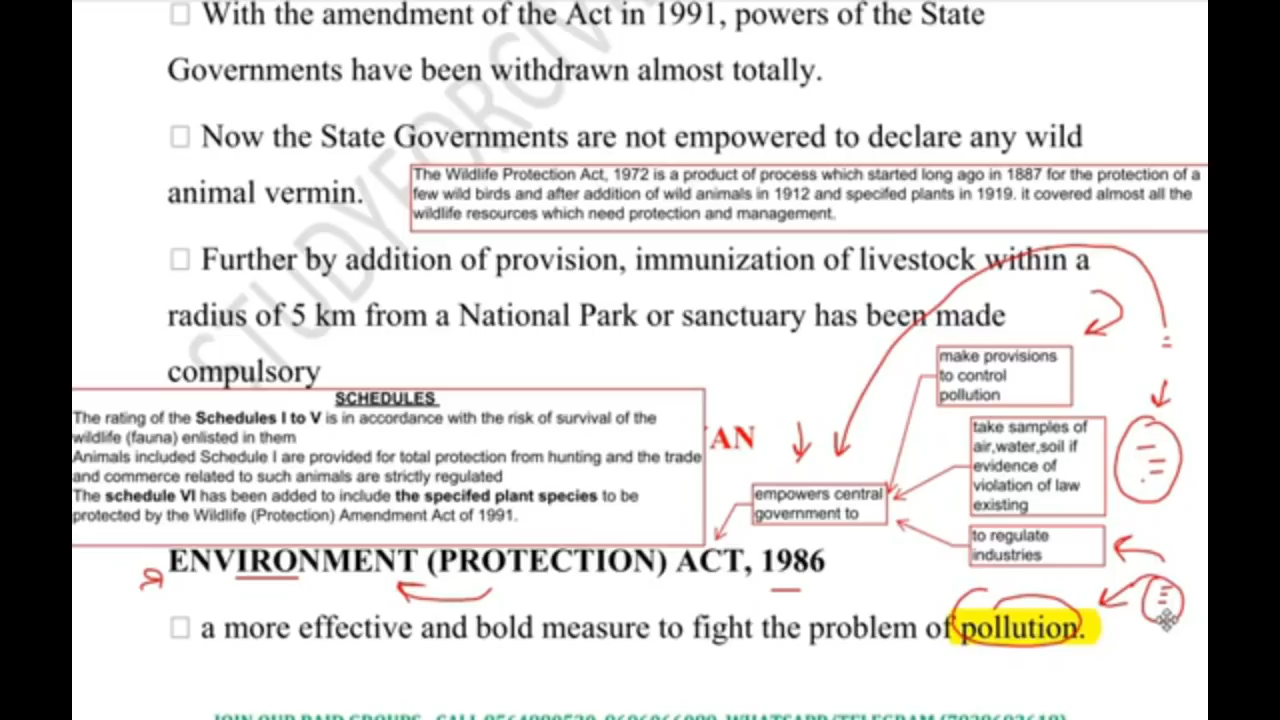 □ With the amendment of the Act in 1991, powers of the State
Governments have been withdrawn almost totally.
□ Now the State Governments are not empowered to declare any wild
animal vermin.
The Wildlife Protection Act, 1972 is a product of process which started long ago in 1887 for the protection of a
few wild birds and after addition of wild animals in 1912 and specifed plants in 1919. it covered almost all the
wildlife resources which need protection and management.
□ Further by addition of provision, immunization of livestock within a
radius of 5 km from a National Park or sanctuary has been made
compulsory
SCHEDULES
The rating of the Schedules I to V is in accordance with the risk of survival of the
wildlife (fauna) enlisted in them
Animals included Schedule I are provided for total protection from hunting and the trade
and commerce related to such animals are strictly regulated
The schedule VI has been added to include the specifed plant species to be
protected by the Wildlife (Protection) Amendment Act of 1991.
AN
make provisions
to control
pollution
take samples of
air,water,soil if
evidence of
violation of law
existing
empowers central
government to
to regulate
industries
ENVIRONMENT (PROTECTION) ACT, 1986
□ a more effective and bold measure to fight the problem of pollution.
STUDYFORCIVI